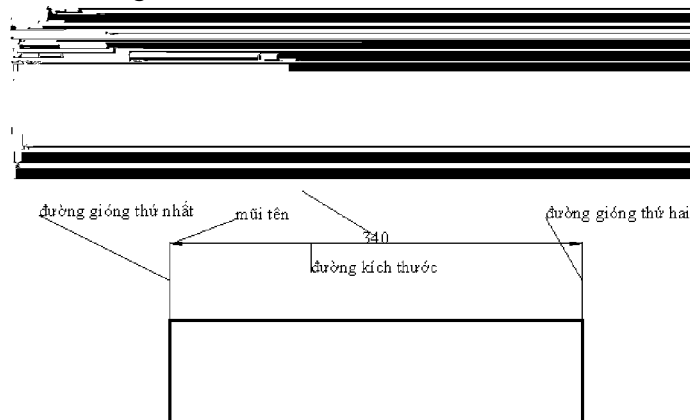 đường gióng thứ nhất
mũi tên
đường gióng thứ hai
340
đường kích thước